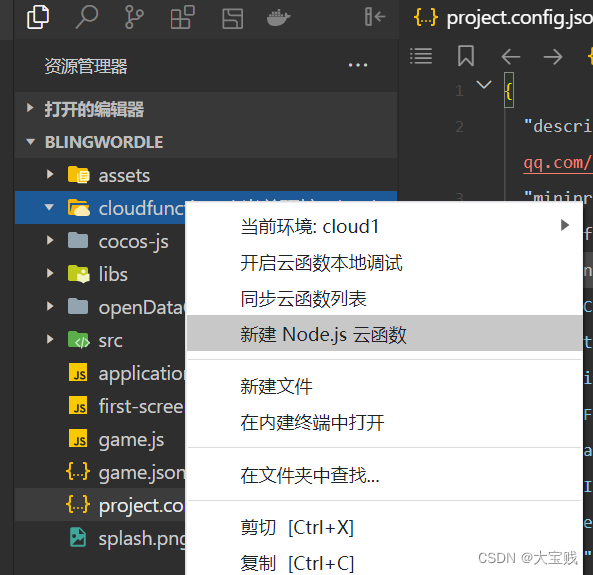 project.config.jso
资源管理器
打开的编辑器
BLINGWORDLE
assets
cloudfunc
cocos-js
libs
openData
src
application
first-scree
game.js
game.json
project.co
splash.png
当前环境: cloud1
开启云函数本地调试
同步云函数列表
新建 Node.js 云函数
新建文件
在内建终端中打开
在文件夹中查找...
剪切 [Ctrl+X]
复制 [Ctrl+C]
1 {
2 "descri
qq.com/
3 "minipr
CSDN @大宝贱